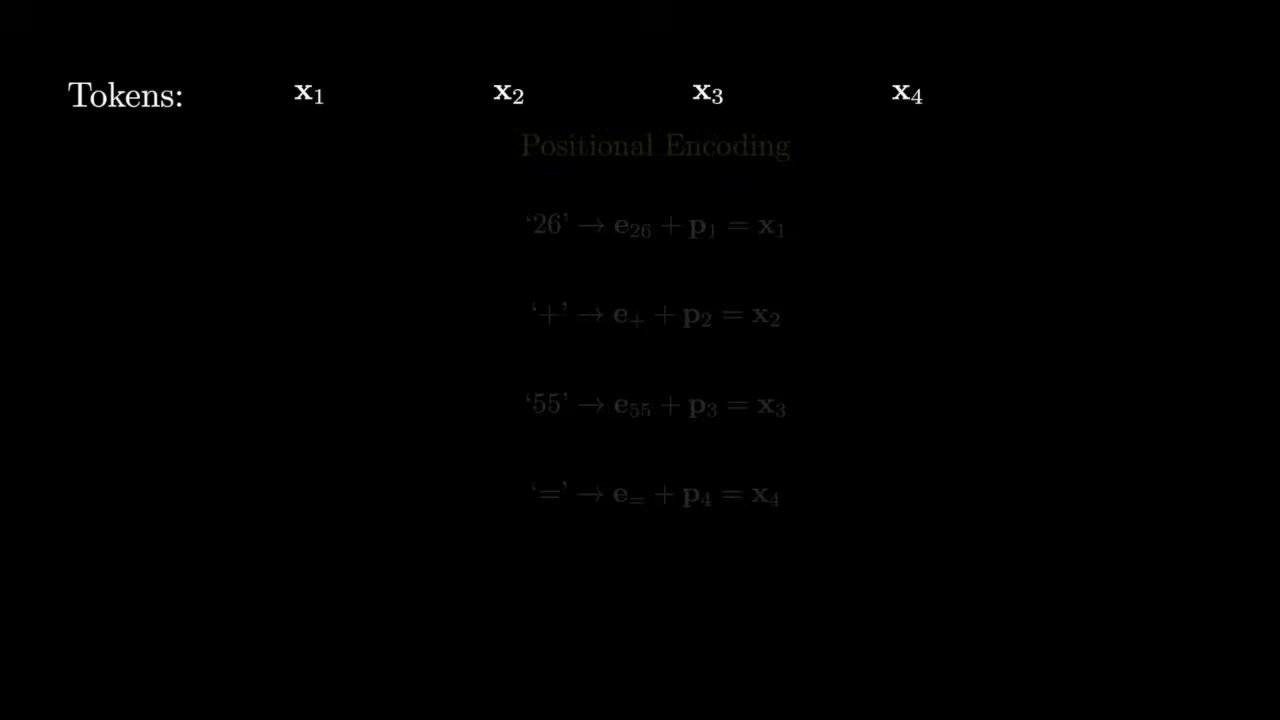 Tokens: x₁ x₂ x₃ x₄
Positional Encoding
‘26’ → e₂₆ + p₁ = x₁
‘+’ → e₊ + p₂ = x₂
‘55’ → e₅₅ + p₃ = x₃
‘=’ → e₌ + p₄ = x₄